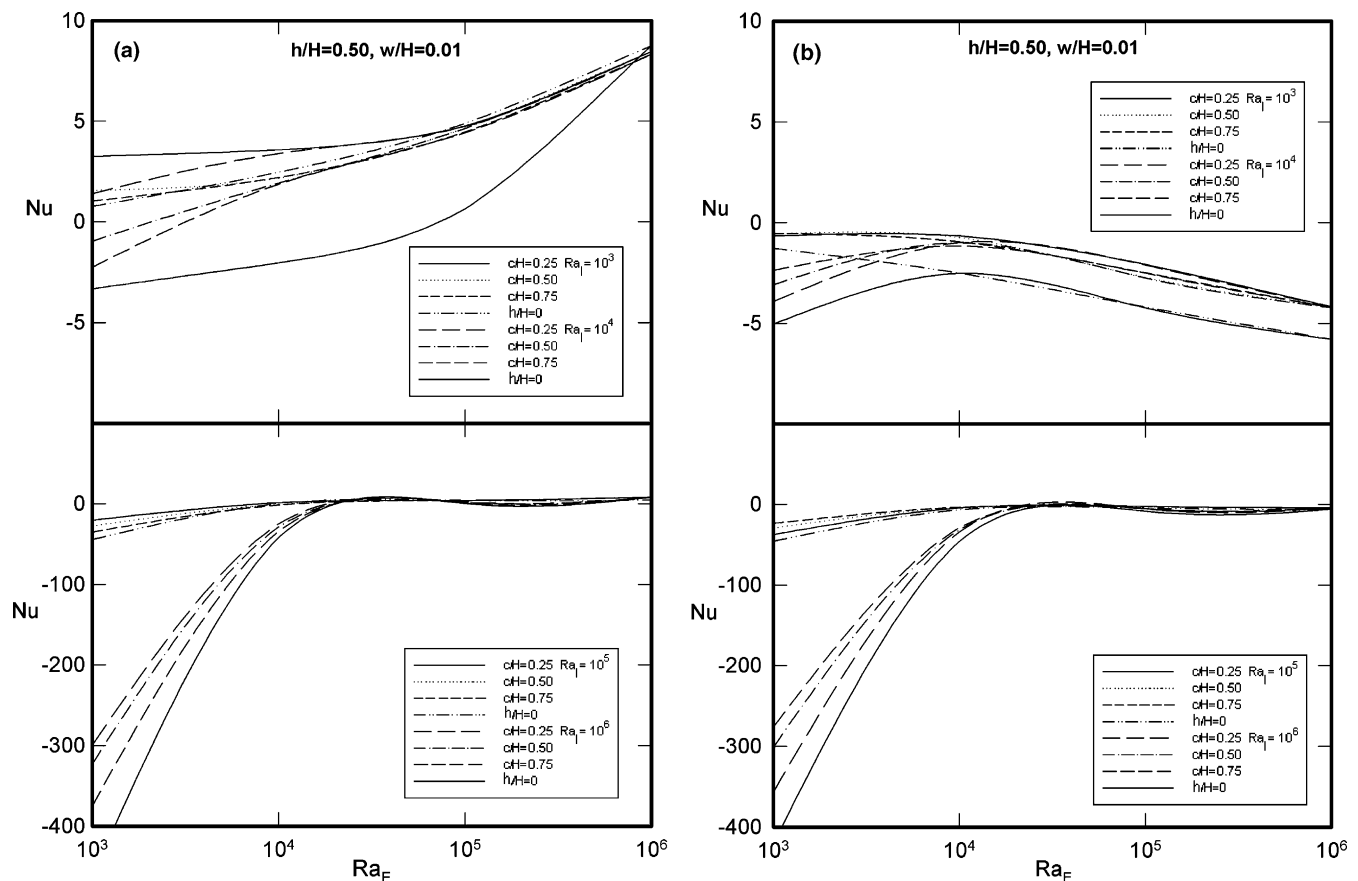 (a)
h/H=0.50, w/H=0.01
10
5
Nu
0
-5
c/H=0.25 Ra_I = 10^3
c/H=0.50
c/H=0.75
h/H=0
c/H=0.25 Ra_I = 10^4
c/H=0.50
c/H=0.75
h/H=0
0
-100
Nu
-200
-300
-400
c/H=0.25 Ra_I = 10^5
c/H=0.50
c/H=0.75
h/H=0
c/H=0.25 Ra_I = 10^6
c/H=0.50
c/H=0.75
h/H=0
10^3
10^4
10^5
10^6
Ra_E
(b)
h/H=0.50, w/H=0.01
10
5
Nu
0
-5
c/H=0.25 Ra_I = 10^3
c/H=0.50
c/H=0.75
h/H=0
c/H=0.25 Ra_I = 10^4
c/H=0.50
c/H=0.75
h/H=0
0
-100
Nu
-200
-300
-400
c/H=0.25 Ra_I = 10^5
c/H=0.50
c/H=0.75
h/H=0
c/H=0.25 Ra_I = 10^6
c/H=0.50
c/H=0.75
h/H=0
10^3
10^4
10^5
10^6
Ra_E